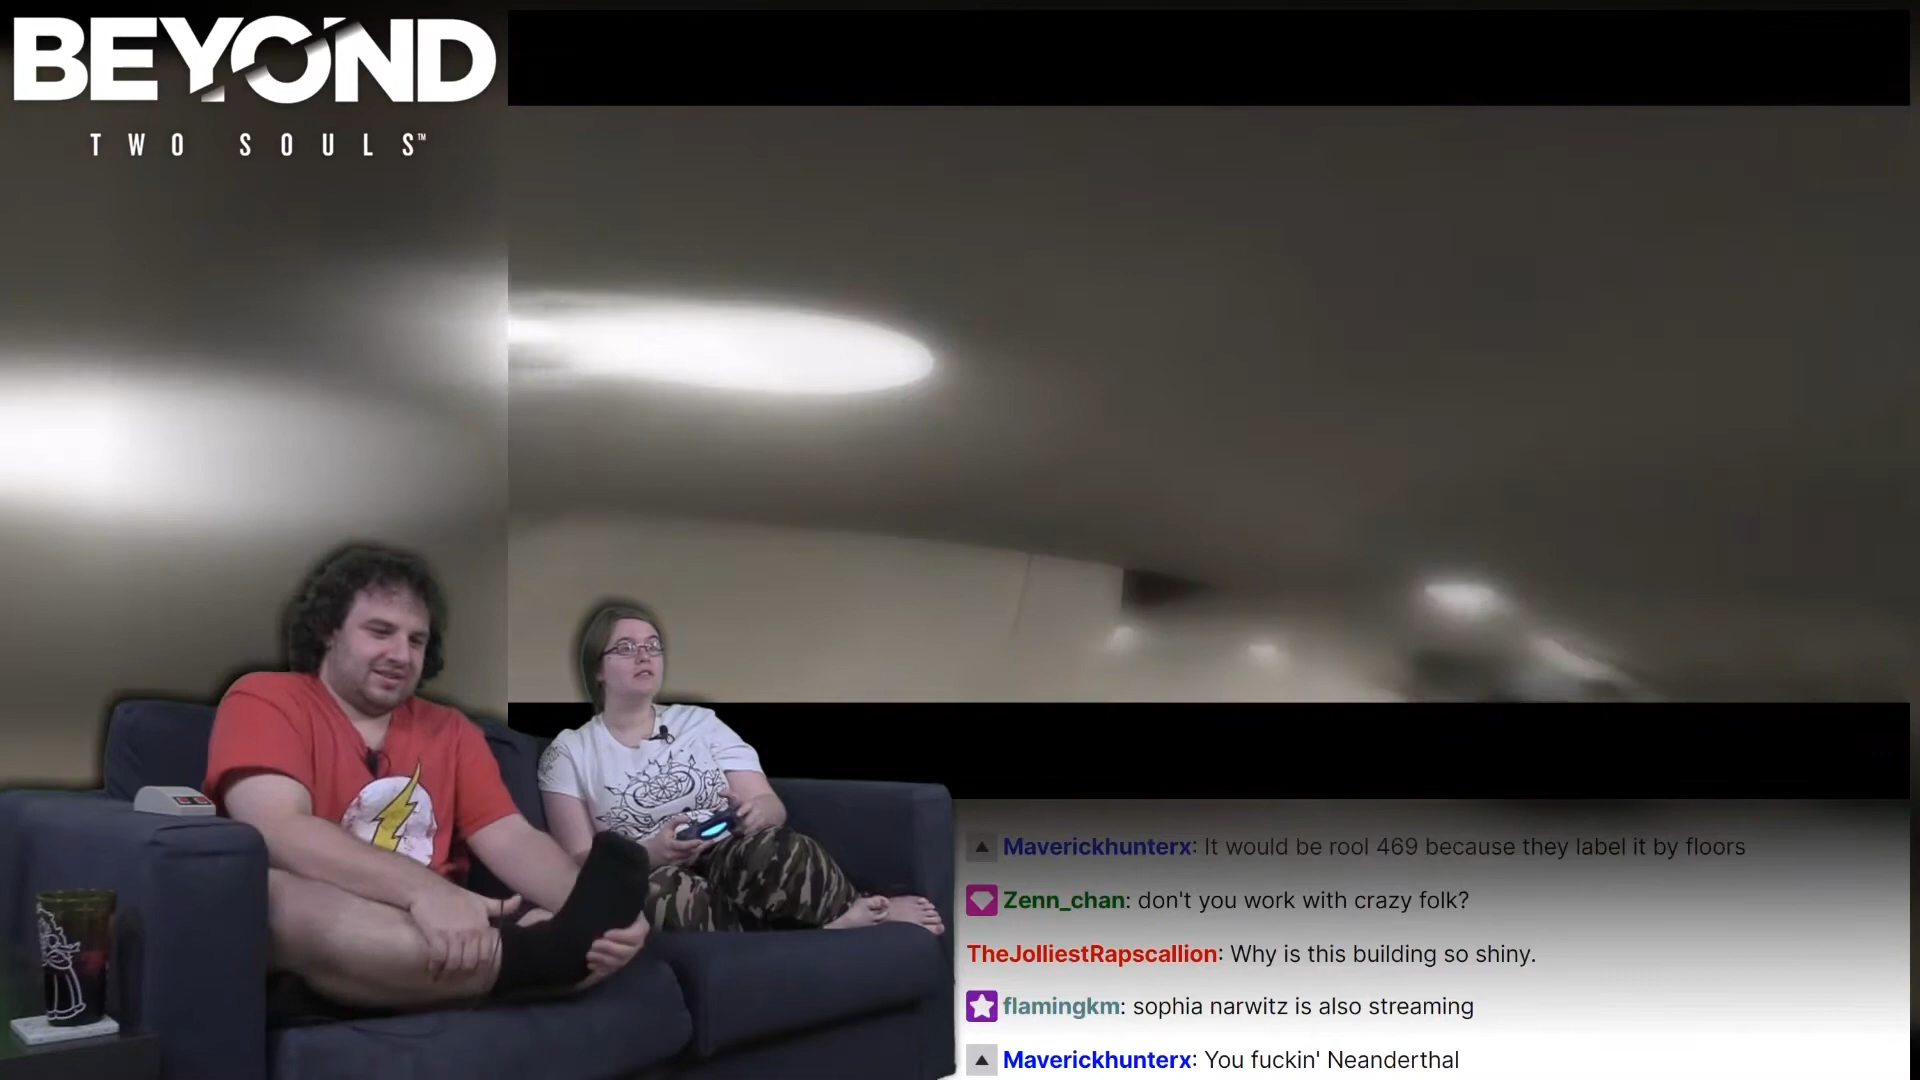 BEYOND
TWO SOULS™
Maverickhunterx: It would be rool 469 because they label it by floors
Zenn_chan: don't you work with crazy folk?
TheJolliestRapscallion: Why is this building so shiny.
flamingkm: sophia narwitz is also streaming
Maverickhunterx: You fuckin' Neanderthal